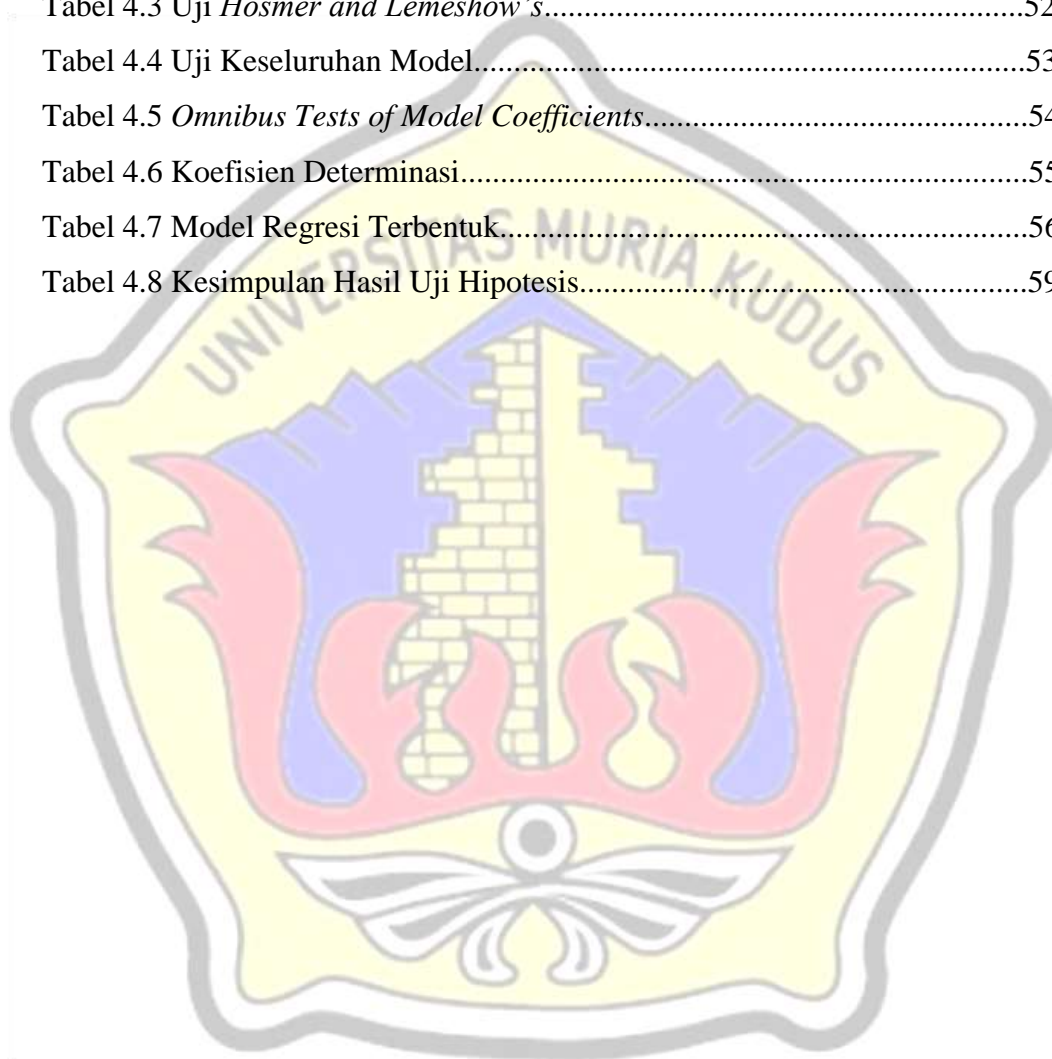 Tabel 4.3 Uji Hosmer and Lemeshow's..........................................................52
Tabel 4.4 Uji Keseluruhan Model....................................................................53
Tabel 4.5 Omnibus Tests of Model Coefficients...............................................54
Tabel 4.6 Koefisien Determinasi......................................................................55
Tabel 4.7 Model Regresi Terbentuk.................................................................56
Tabel 4.8 Kesimpulan Hasil Uji Hipotesis.......................................................59
UNIVERSITAS MURIA KUDUS